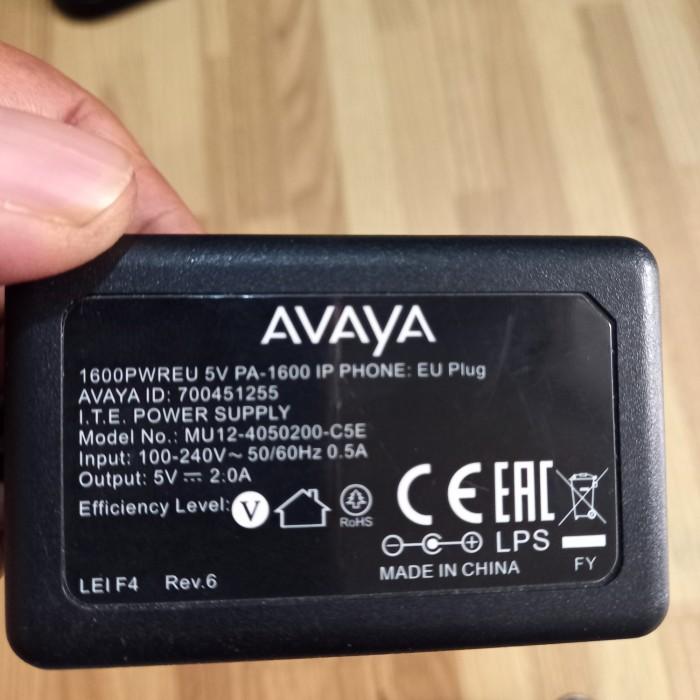 AVAYA
1600PWREU 5V PA-1600 IP PHONE: EU Plug
AVAYA ID: 700451255
I.T.E. POWER SUPPLY
Model No.: MU12-4050200-C5E
Input: 100-240V~ 50/60Hz 0.5A
Output: 5V ⎓ 2.0A
Efficiency Level: V
RoHS
CE EAC
LPS
MADE IN CHINA
FY
LEI F4 Rev.6